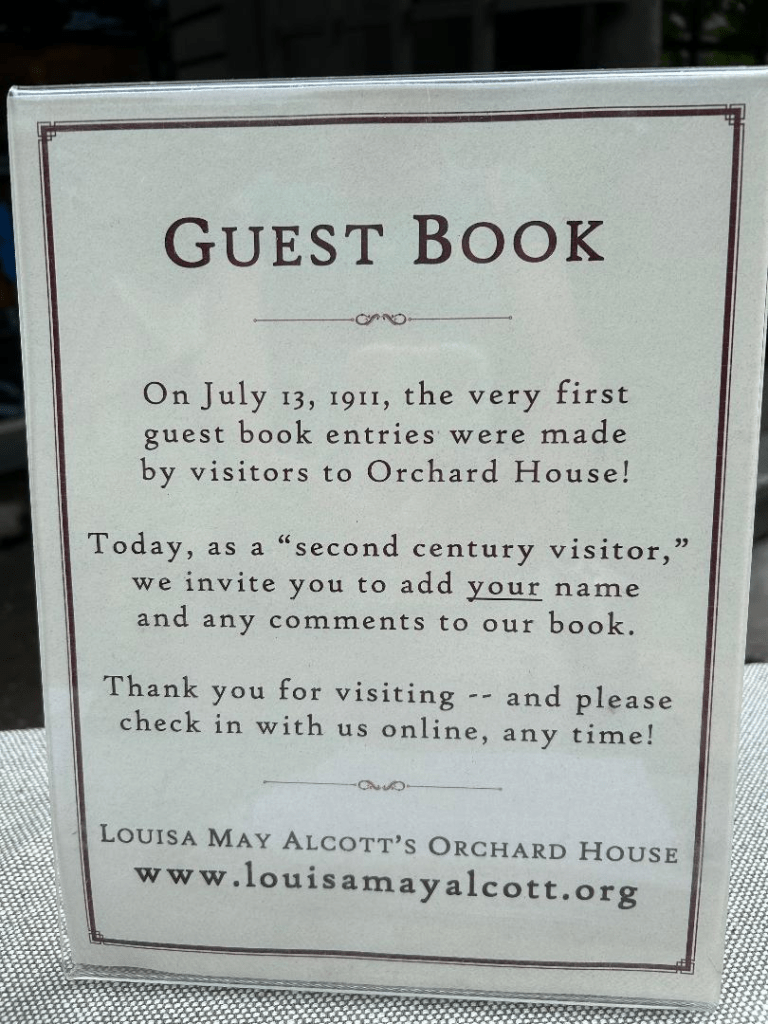 GUEST BOOK
On July 13, 1911, the very first
guest book entries were made
by visitors to Orchard House!
Today, as a “second century visitor,”
we invite you to add your name
and any comments to our book.
Thank you for visiting -- and please
check in with us online, any time!
LOUISA MAY ALCOTT’S ORCHARD HOUSE
www.louisamayalcott.org